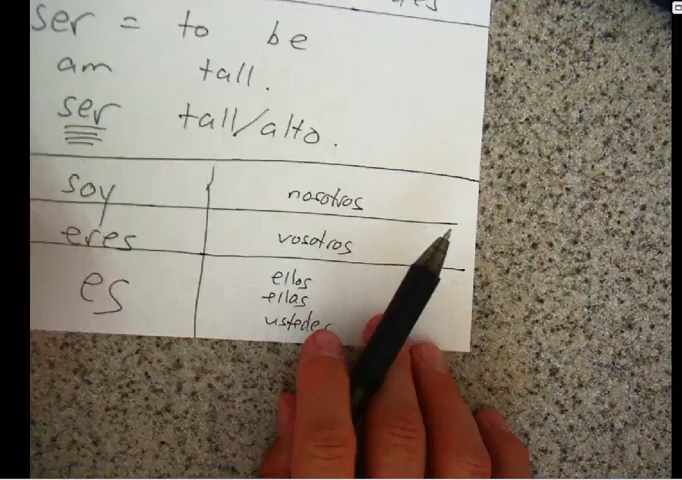 ser = to be
am tall.
ser tall/alto.
soy nosotros
eres vosotros
es ellos
ellas
ustedes